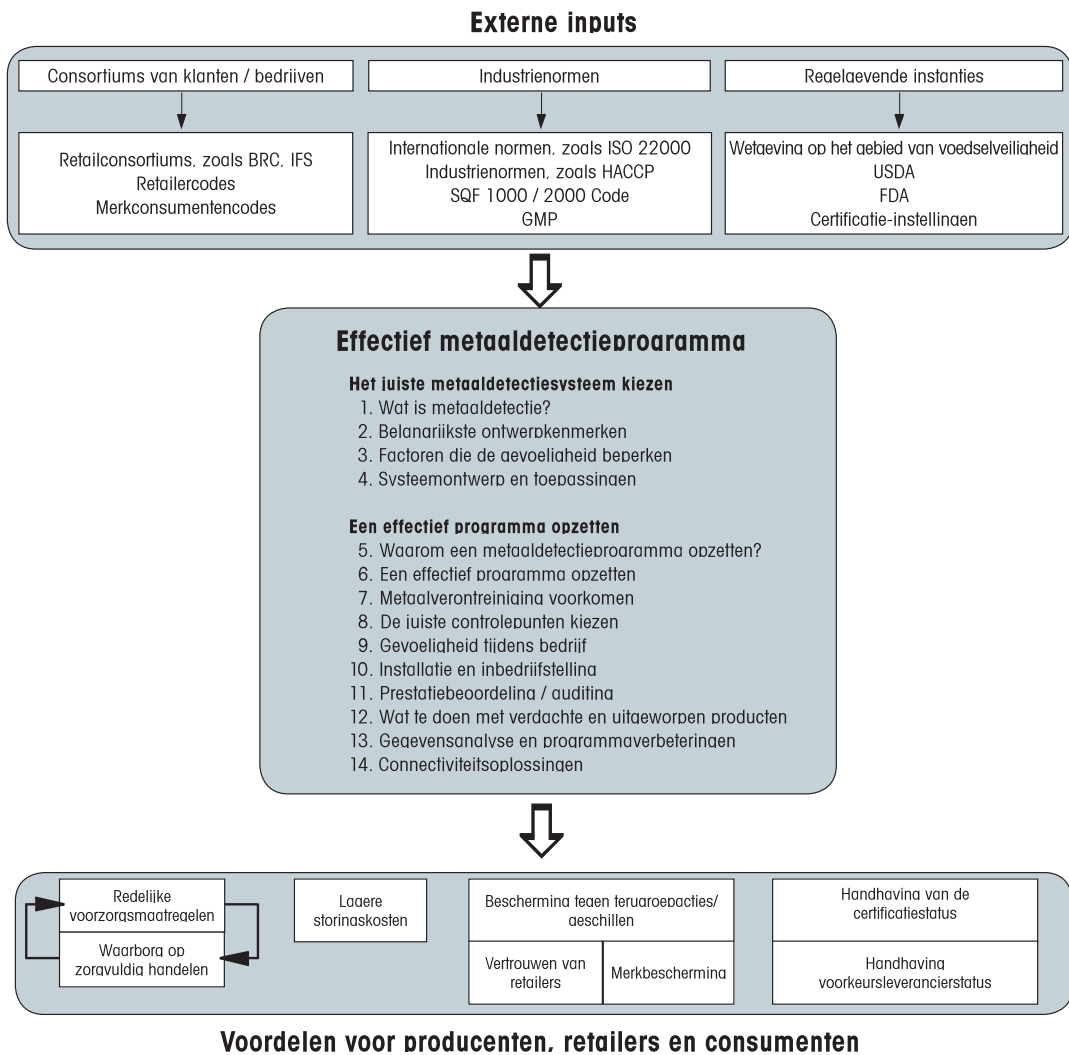 Externe inputs
Consortiums van klanten / bedrijven
Industrienormen
Regelgevende instanties
Retailconsortiums, zoals BRC, IFS
Retailercodes
Merkconsumentencodes
Internationale normen, zoals ISO 22000
Industrienormen, zoals HACCP
SQF 1000 / 2000 Code
GMP
Wetgeving op het gebied van voedselveiligheid
USDA
FDA
Certificatie-instellingen
Effectief metaaldetectieprogramma
Het juiste metaaldetectiesysteem kiezen
1. Wat is metaaldetectie?
2. Belangrijkste ontwerpkenmerken
3. Factoren die de gevoeligheid beperken
4. Systeemontwerp en toepassingen
Een effectief programma opzetten
5. Waarom een metaaldetectieprogramma opzetten?
6. Een effectief programma opzetten
7. Metaalverontreiniging voorkomen
8. De juiste controlepunten kiezen
9. Gevoeligheid tijdens bedrijf
10. Installatie en inbedrijfstelling
11. Prestatiebeoordeling / auditing
12. Wat te doen met verdachte en uitgeworpen producten
13. Gegevensanalyse en programmaverbeteringen
14. Connectiviteitsoplossingen
Redelijke
voorzorgsmaatregelen
Waarborg op
zorgvuldig handelen
Lagere
storingskosten
Bescherming tegen terugroepacties/
geschillen
Vertrouwen van
retailers
Merkbescherming
Handhaving van de
certificatiestatus
Handhaving
voorkeursleverancierstatus
Voordelen voor producenten, retailers en consumenten